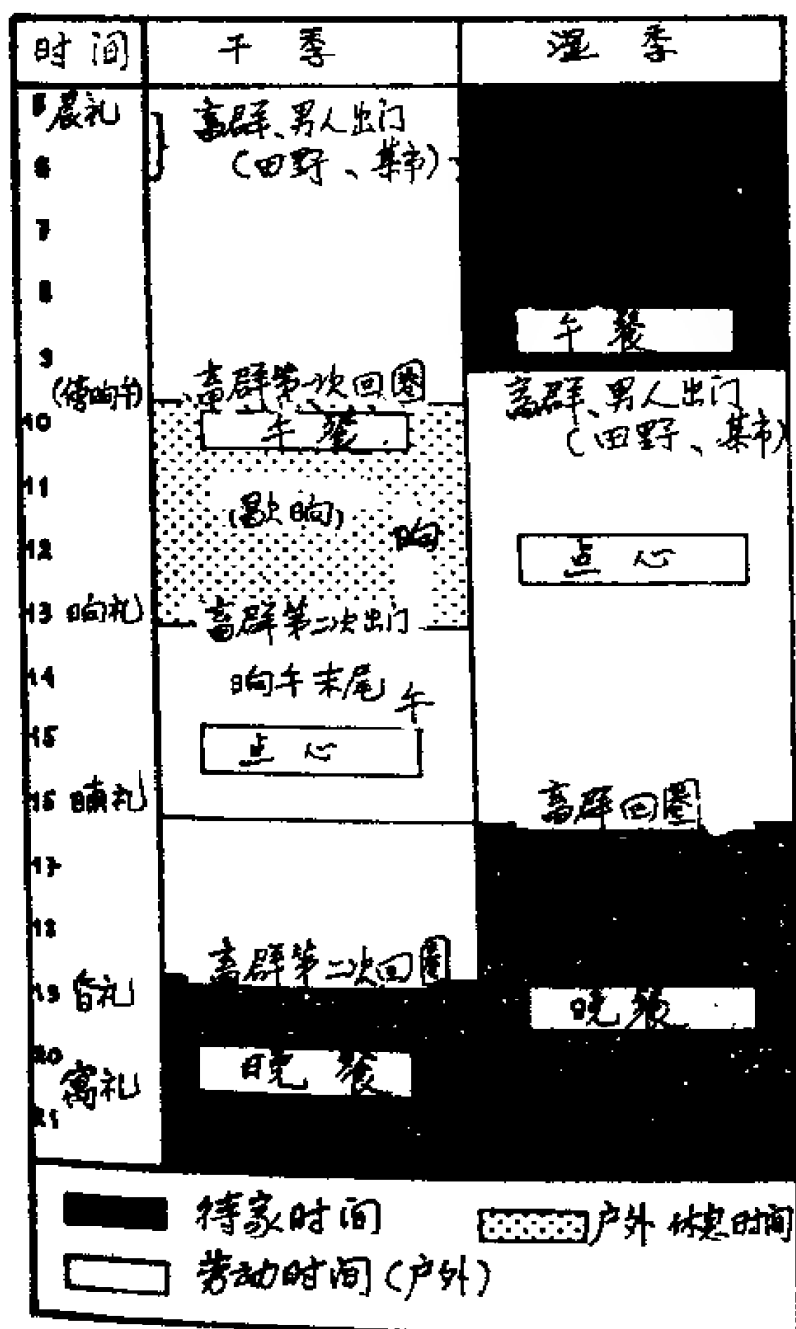 时间 干季 湿季
5 晨礼 畜群、男人出门
6 (田野、集市)
7
8
午餐
9
畜群第一次回圈
畜群、男人出门
(田野、集市)
10 午餐
11
(歇晌)
晌
12
点心
13 晌礼 畜群第二次出门
14 晌午末尾
午
15
点心
晡礼 畜群回圈
17
18
畜群第二次回圈
19 昏礼
晚餐
20
晚餐
宵礼
21
待家时间 户外休息时间
劳动时间(户外)